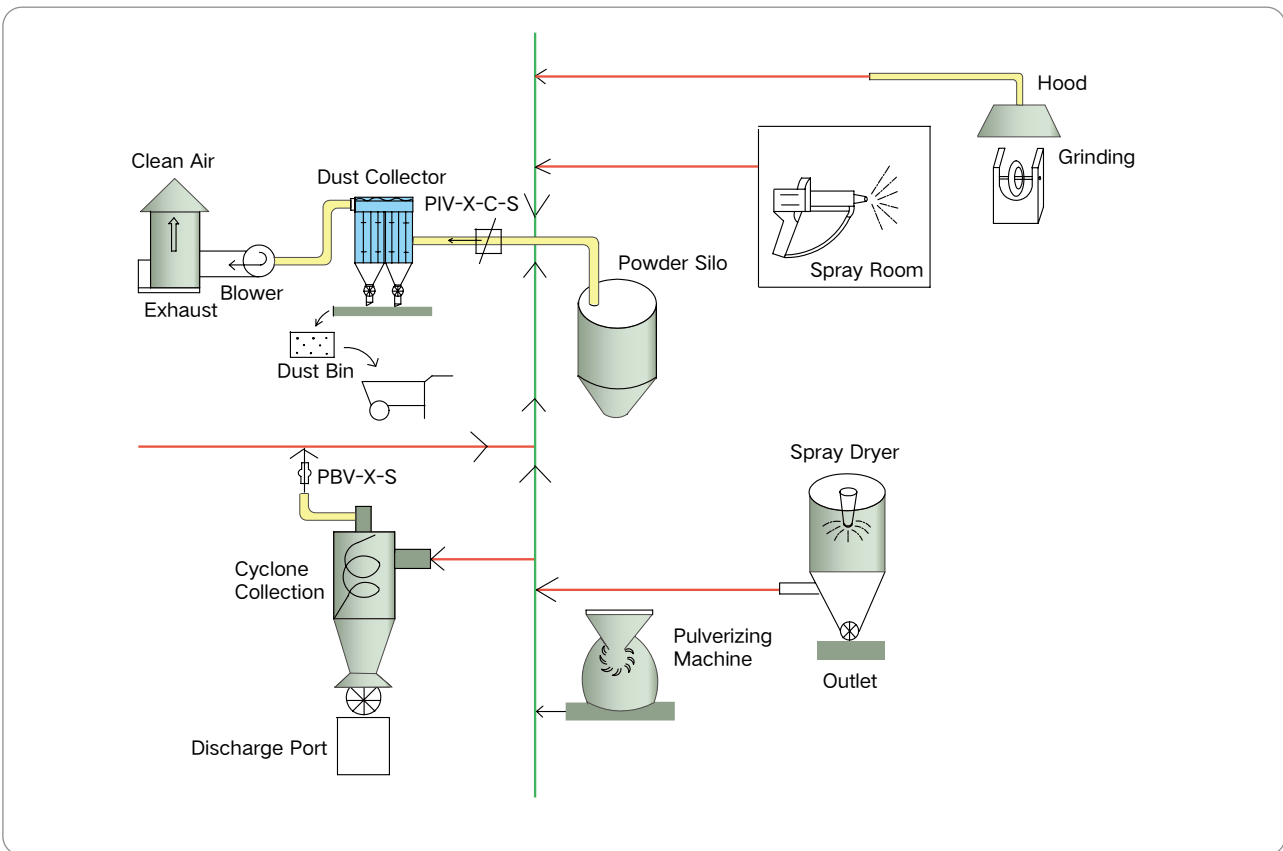 Hood
Grinding
Clean Air
Dust Collector
PIV-X-C-S
Powder Silo
Spray Room
Exhaust
Blower
Dust Bin
PBV-X-S
Spray Dryer
Cyclone
Collection
Pulverizing
Machine
Outlet
Discharge Port